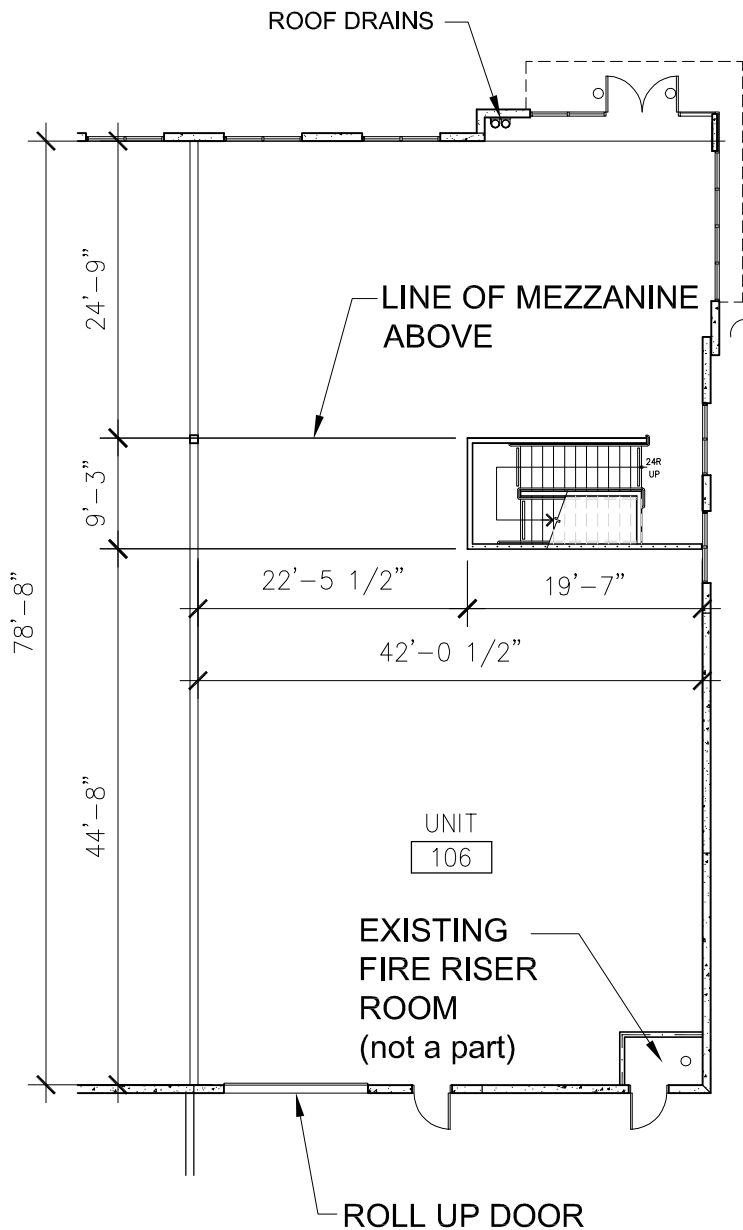 ROOF DRAINS
24'-9"
LINE OF MEZZANINE
ABOVE
9'-3"
24R
UP
22'-5 1/2"
19'-7"
78'-8"
42'-0 1/2"
44'-8"
UNIT
106
EXISTING
FIRE RISER
ROOM
(not a part)
ROLL UP DOOR